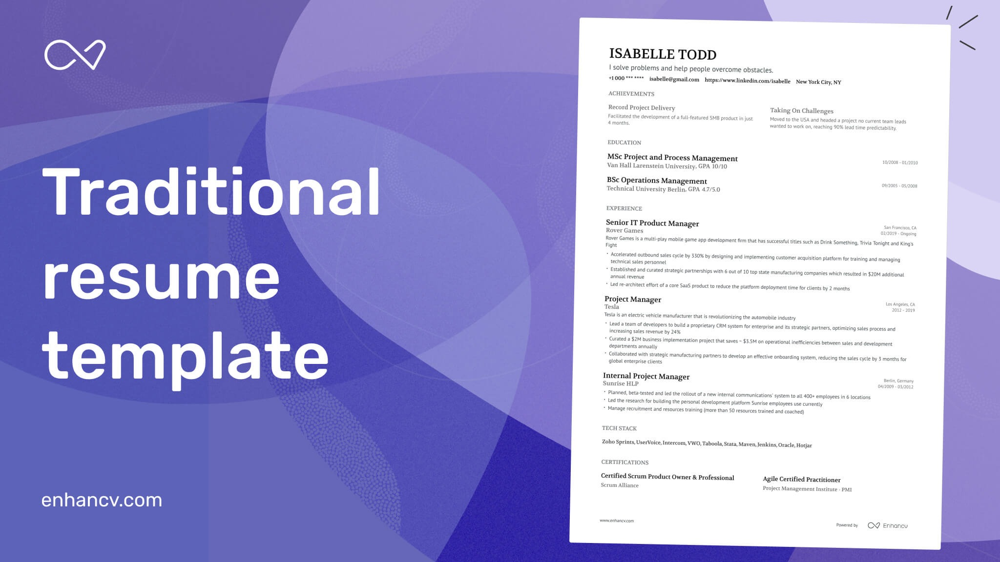 Traditional
resume
template
enhancv.com
ISABELLE TODD
I solve problems and help people overcome obstacles.
+1 000 *** **** isabelle@gmail.com https://www.linkedin.com/isabelle New York City, NY
ACHIEVEMENTS
Record Project Delivery
Facilitated the development of a full-featured SMB product in just
4 months.
Taking On Challenges
Moved to the USA and headed a project no current team leads
wanted to work on, reaching 90% lead time predictability.
EDUCATION
MSc Project and Process Management
10/2008 - 01/2010
Van Hall Larenstein University, GPA 10/10
BSc Operations Management
09/2005 - 05/2008
Technical University Berlin, GPA 4.7/5.0
EXPERIENCE
Senior IT Product Manager
San Francisco, CA
Rover Games
02/2019 - Ongoing
Rover Games is a multi-play mobile game app development firm that has successful titles such as Drink Something, Trivia Tonight and King's
Fight
• Accelerated outbound sales cycle by 330% by designing and implementing customer acquisition platform for training and managing
technical sales personnel
• Established and curated strategic partnerships with 6 out of 10 top state manufacturing companies which resulted in $20M additional
annual revenue
• Led re-architect effort of a core SaaS product to reduce the platform deployment time for clients by 2 months
Project Manager
Los Angeles, CA
Tesla
2012 - 2019
Tesla is an electric vehicle manufacturer that is revolutionizing the automobile industry
• Lead a team of developers to build a proprietary CRM system for enterprise and its strategic partners, optimizing sales process and
increasing sales revenue by 24%
• Curated a $2M business implementation project that saves ~ $3.5M on operational inefficiencies between sales and development
departments annually
• Collaborated with strategic manufacturing partners to develop an effective onboarding system, reducing the sales cycle by 3 months for
global enterprise clients
Internal Project Manager
Berlin, Germany
Sunrise HLP
04/2009 - 03/2012
• Planned, beta-tested and led the rollout of a new internal communications' system to all 400+ employees in 6 locations
• Led the research for building the personal development platform Sunrise employees use currently
• Manage recruitment and resources training (more than 50 resources trained and coached)
TECH STACK
Zoho Sprints, UserVoice, Intercom, VWO, Taboola, Stata, Maven, Jenkins, Oracle, Hotjar
CERTIFICATIONS
Certified Scrum Product Owner & Professional
Scrum Alliance
Agile Certified Practitioner
Project Management Institute - PMI
www.enhancv.com
Powered by Enhancv